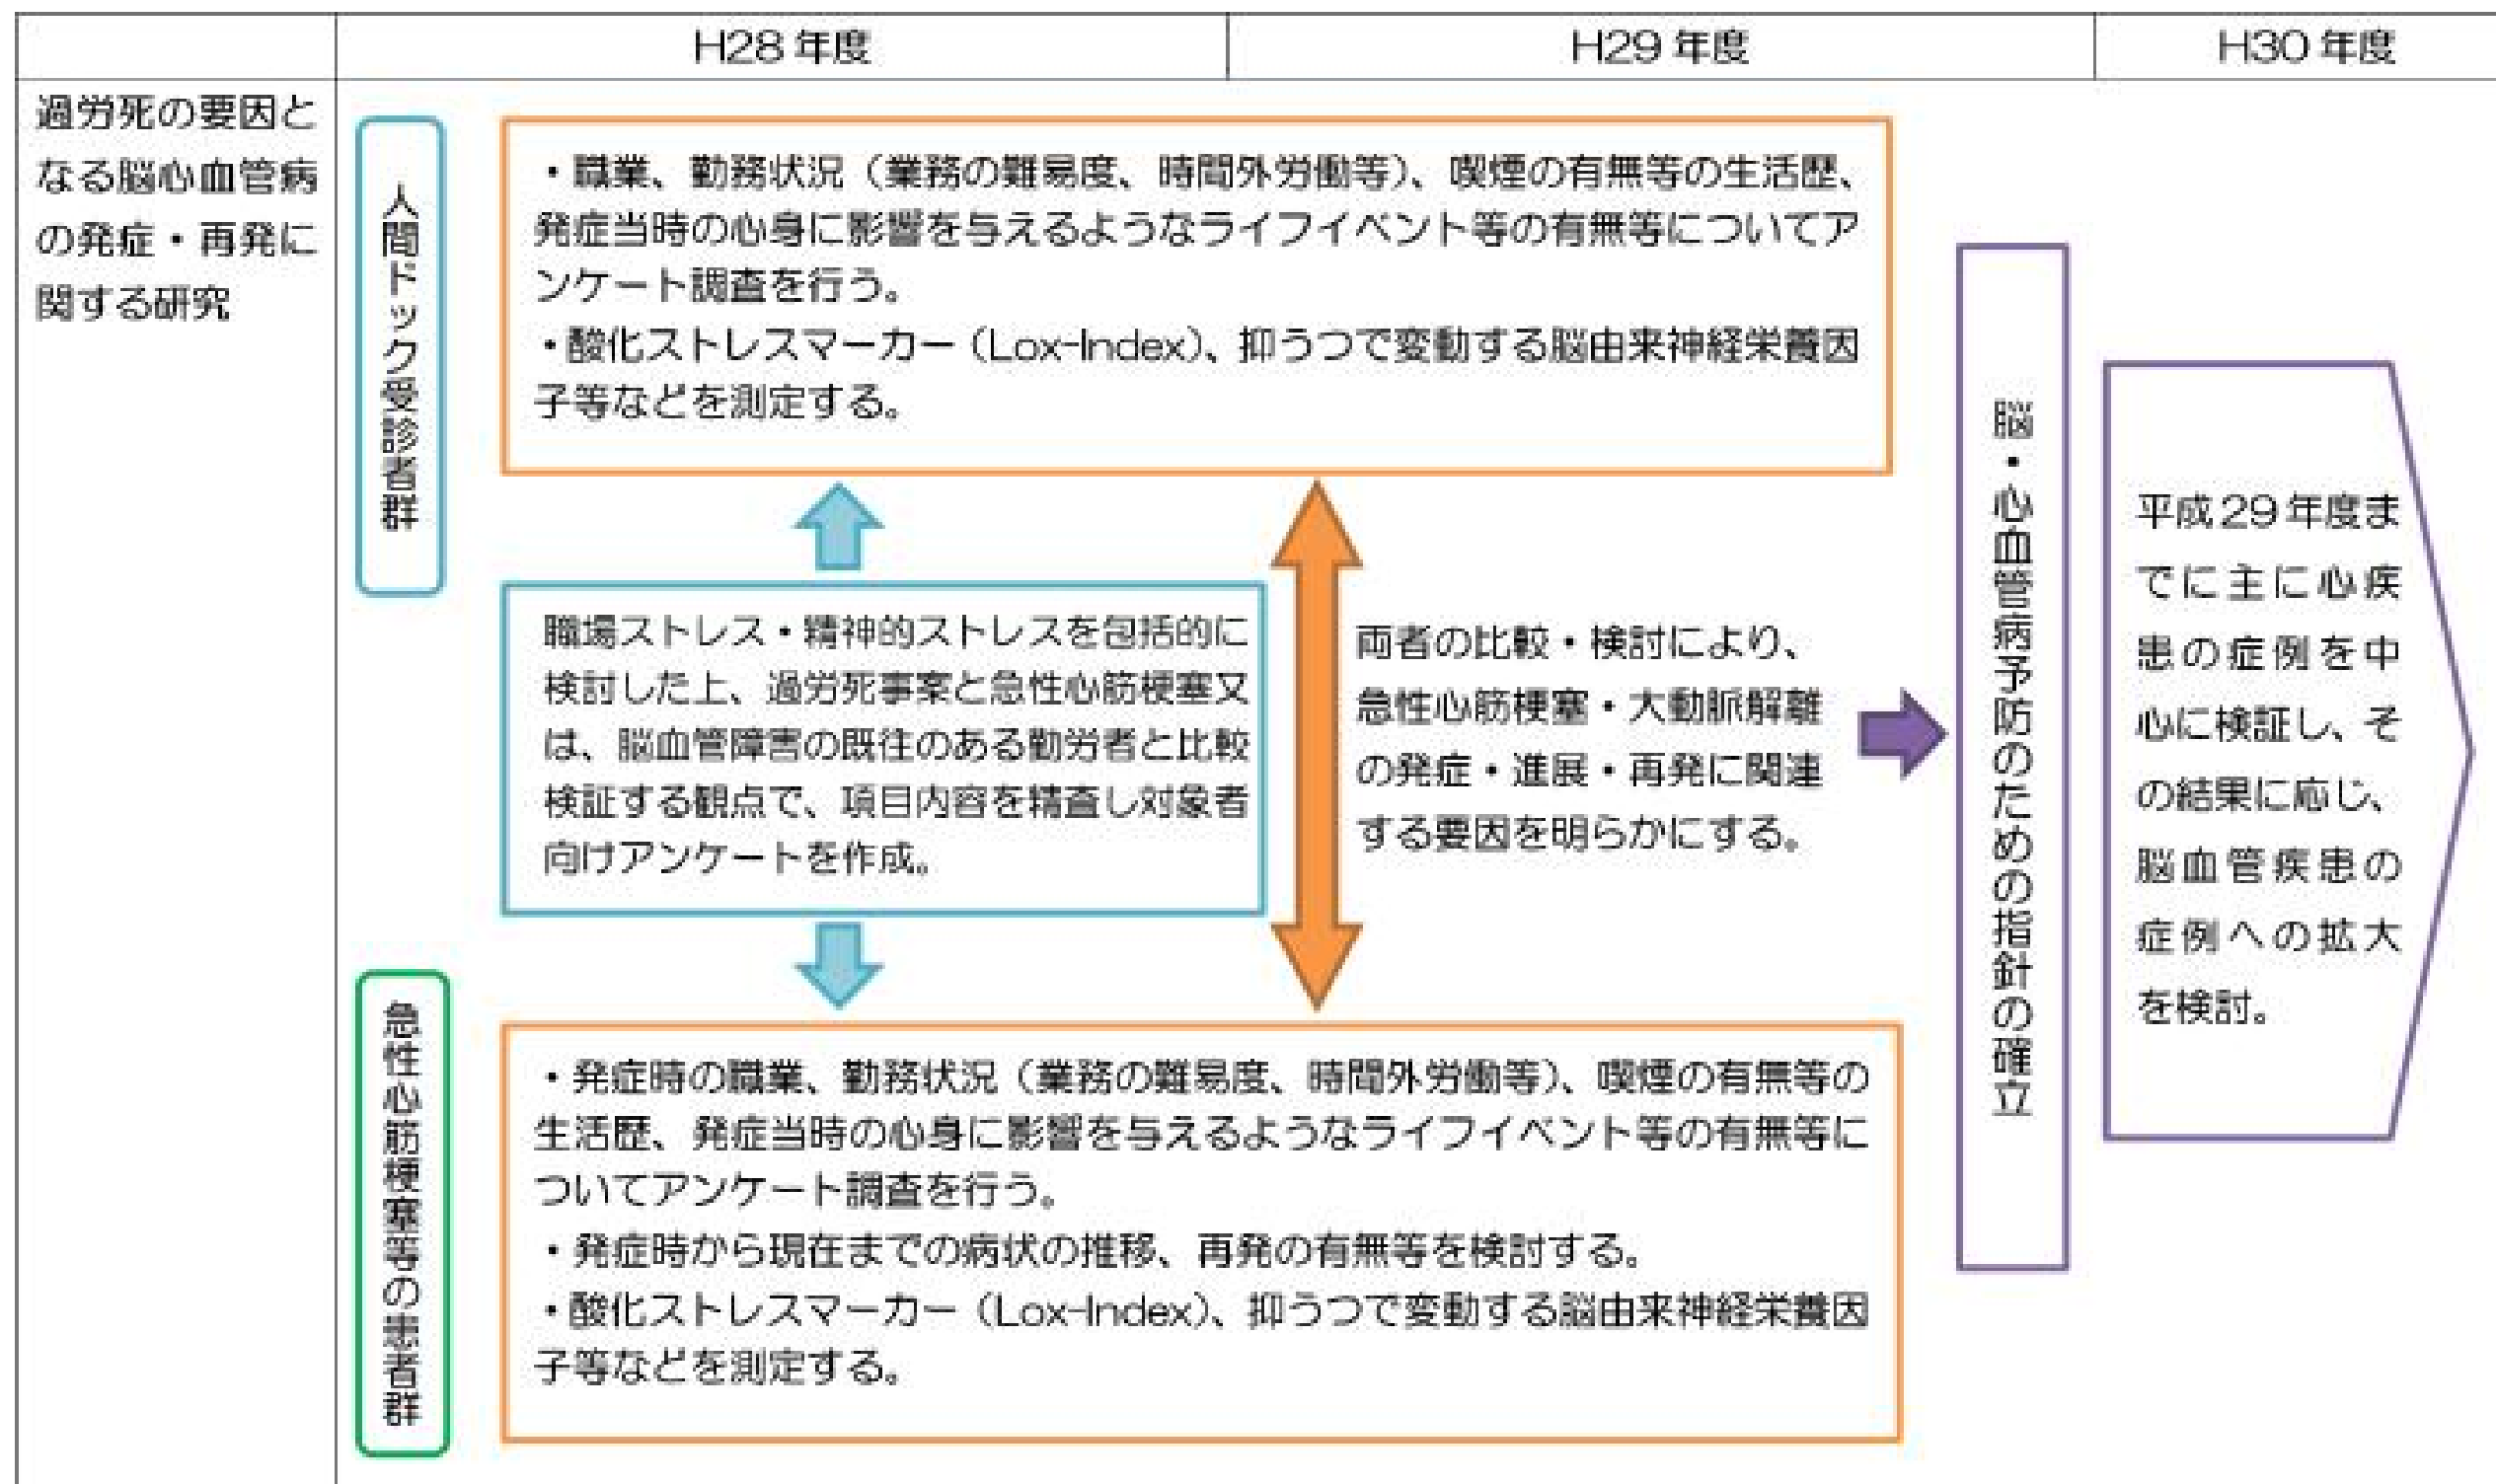 H28 年度
H29 年度
H30 年度
過労死の要因と
なる脳心血管病
の発症・再発に
関する研究
人間ドック受診者群
・職業、勤務状況（業務の難易度、時間外労働等）、喫煙の有無等の生活歴、
発症当時の心身に影響を与えるようなライフイベント等の有無等についてア
ンケート調査を行う。
・酸化ストレスマーカー（Lox-Index）、抑うつで変動する脳由来神経栄養因
子等などを測定する。
職場ストレス・精神的ストレスを包括的に
検討した上、過労死事案と急性心筋梗塞又
は、脳血管障害の既往のある勤労者と比較
検証する観点で、項目内容を精査し対象者
向けアンケートを作成。
両者の比較・検討により、
急性心筋梗塞・大動脈解離
の発症・進展・再発に関連
する要因を明らかにする。
急性心筋梗塞等の患者群
・発症時の職業、勤務状況（業務の難易度、時間外労働等）、喫煙の有無等の
生活歴、発症当時の心身に影響を与えるようなライフイベント等の有無等に
ついてアンケート調査を行う。
・発症時から現在までの病状の推移、再発の有無等を検討する。
・酸化ストレスマーカー（Lox-Index）、抑うつで変動する脳由来神経栄養因
子等などを測定する。
脳・心血管病予防のための指針の確立
平成 29 年度ま
でに主に心疾
患の症例を中
心に検証し、そ
の結果に応じ、
脳血管疾患の
症例への拡大
を検討。